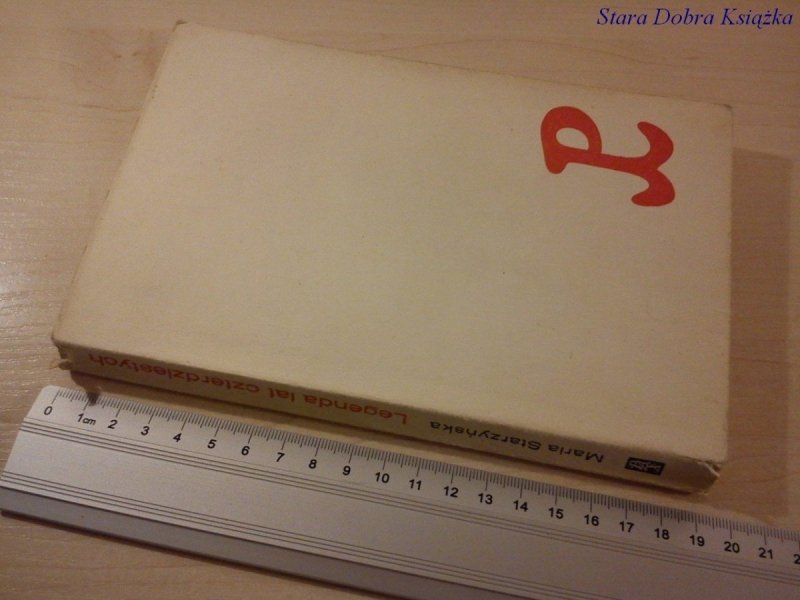 Stara Dobra Książka
Maria Starzyńska Legenda lat czterdziestych
0 1cm 2 3 4 5 6 7 8 9 10 11 12 13 14 15 16 17 18 19 20 21